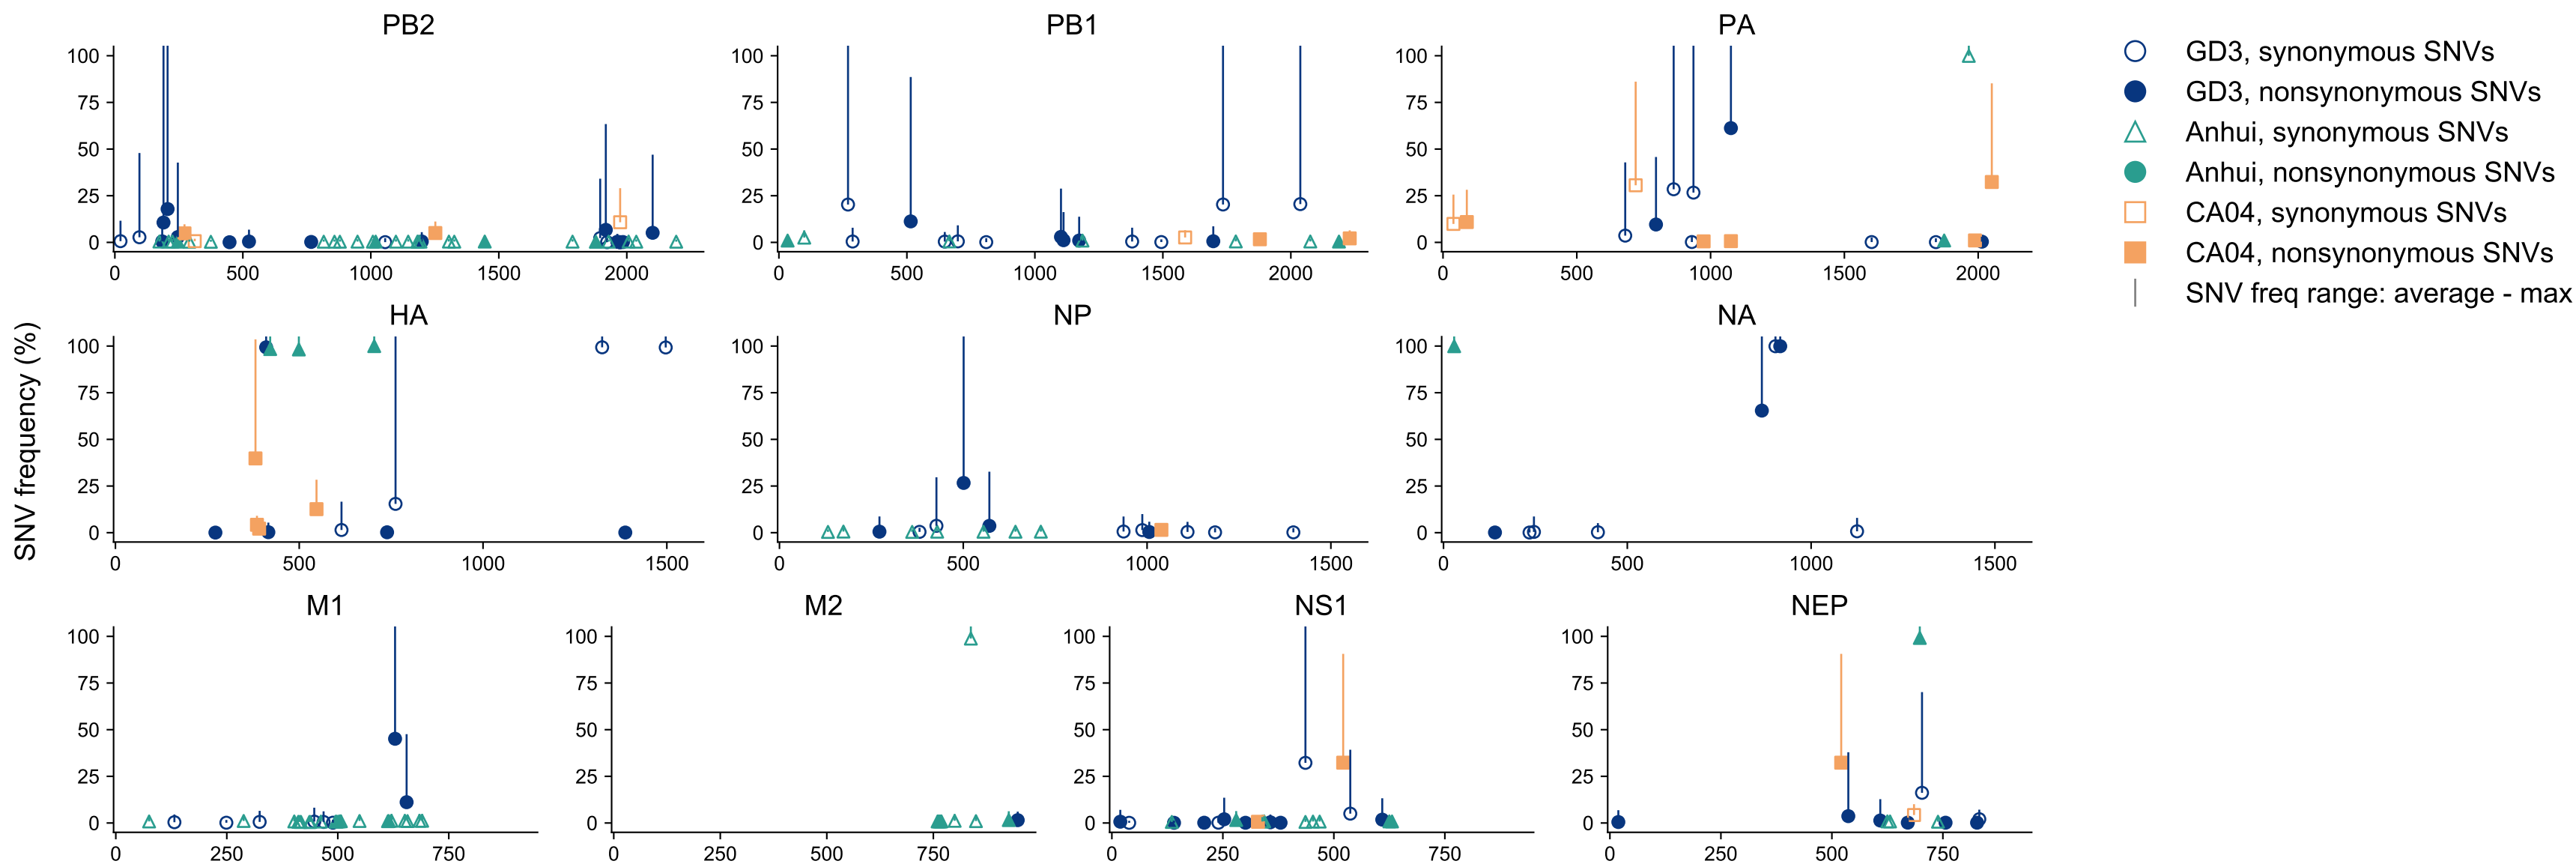 PB2
100
75
50
25
0
0 500 1000 1500 2000
PB1
100
75
50
25
0
0 500 1000 1500 2000
PA
100
75
50
25
0
0 500 1000 1500 2000
GD3, synonymous SNVs
GD3, nonsynonymous SNVs
Anhui, synonymous SNVs
Anhui, nonsynonymous SNVs
CA04, synonymous SNVs
CA04, nonsynonymous SNVs
SNV freq range: average - max
SNV frequency (%)
HA
100
75
50
25
0
0 500 1000 1500
NP
100
75
50
25
0
0 500 1000 1500
NA
100
75
50
25
0
0 500 1000 1500
M1
100
75
50
25
0
0 250 500 750
M2
100
75
50
25
0
0 250 500 750
NS1
100
75
50
25
0
0 250 500 750
NEP
100
75
50
25
0
0 250 500 750